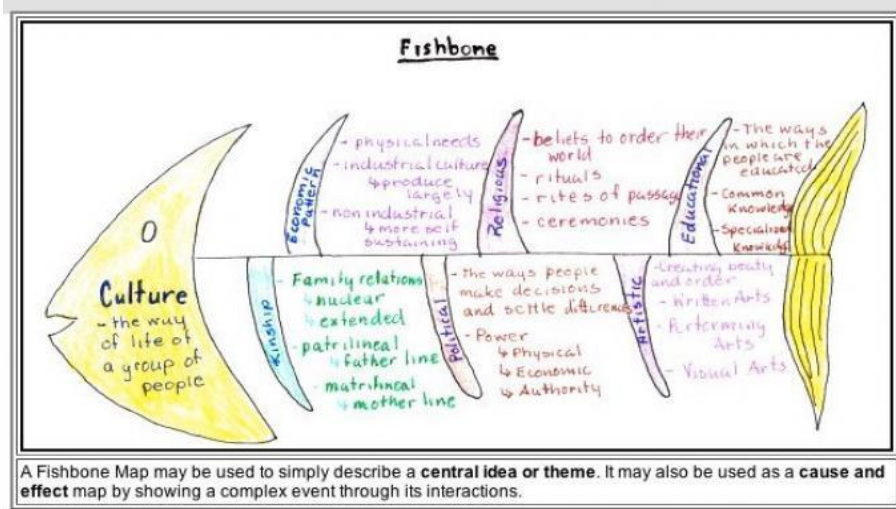 Fishbone
Culture
- the way
of life of
a group of
people
Economic
Pattern
- physical needs
- industrial culture
↳ produce
largely
- non industrial
↳ more self
sustaining
Religious
- beliefs to order their
world
- rituals
- rites of passage
- ceremonies
Educational
- The ways
in which the
people are
educated
- Common
Knowledge
- Specialized
Knowledge
Kinship
- Family relations
↳ nuclear
↳ extended
- patrilineal
↳ father line
- matrilineal
↳ mother line
Political
- the ways people
make decisions
and settle differences
- Power
↳ Physical
↳ Economic
↳ Authority
Artistic
- Creating beaty
and order
- Written Arts
- Performing
Arts
- Visual Arts
A Fishbone Map may be used to simply describe a central idea or theme. It may also be used as a cause and
effect map by showing a complex event through its interactions.